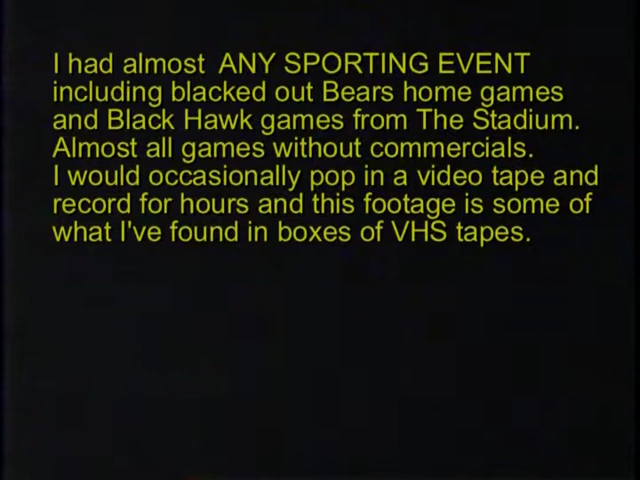 I had almost  ANY SPORTING EVENT
including blacked out Bears home games
and Black Hawk games from The Stadium.
Almost all games without commercials.
I would occasionally pop in a video tape and
record for hours and this footage is some of
what I've found in boxes of VHS tapes.